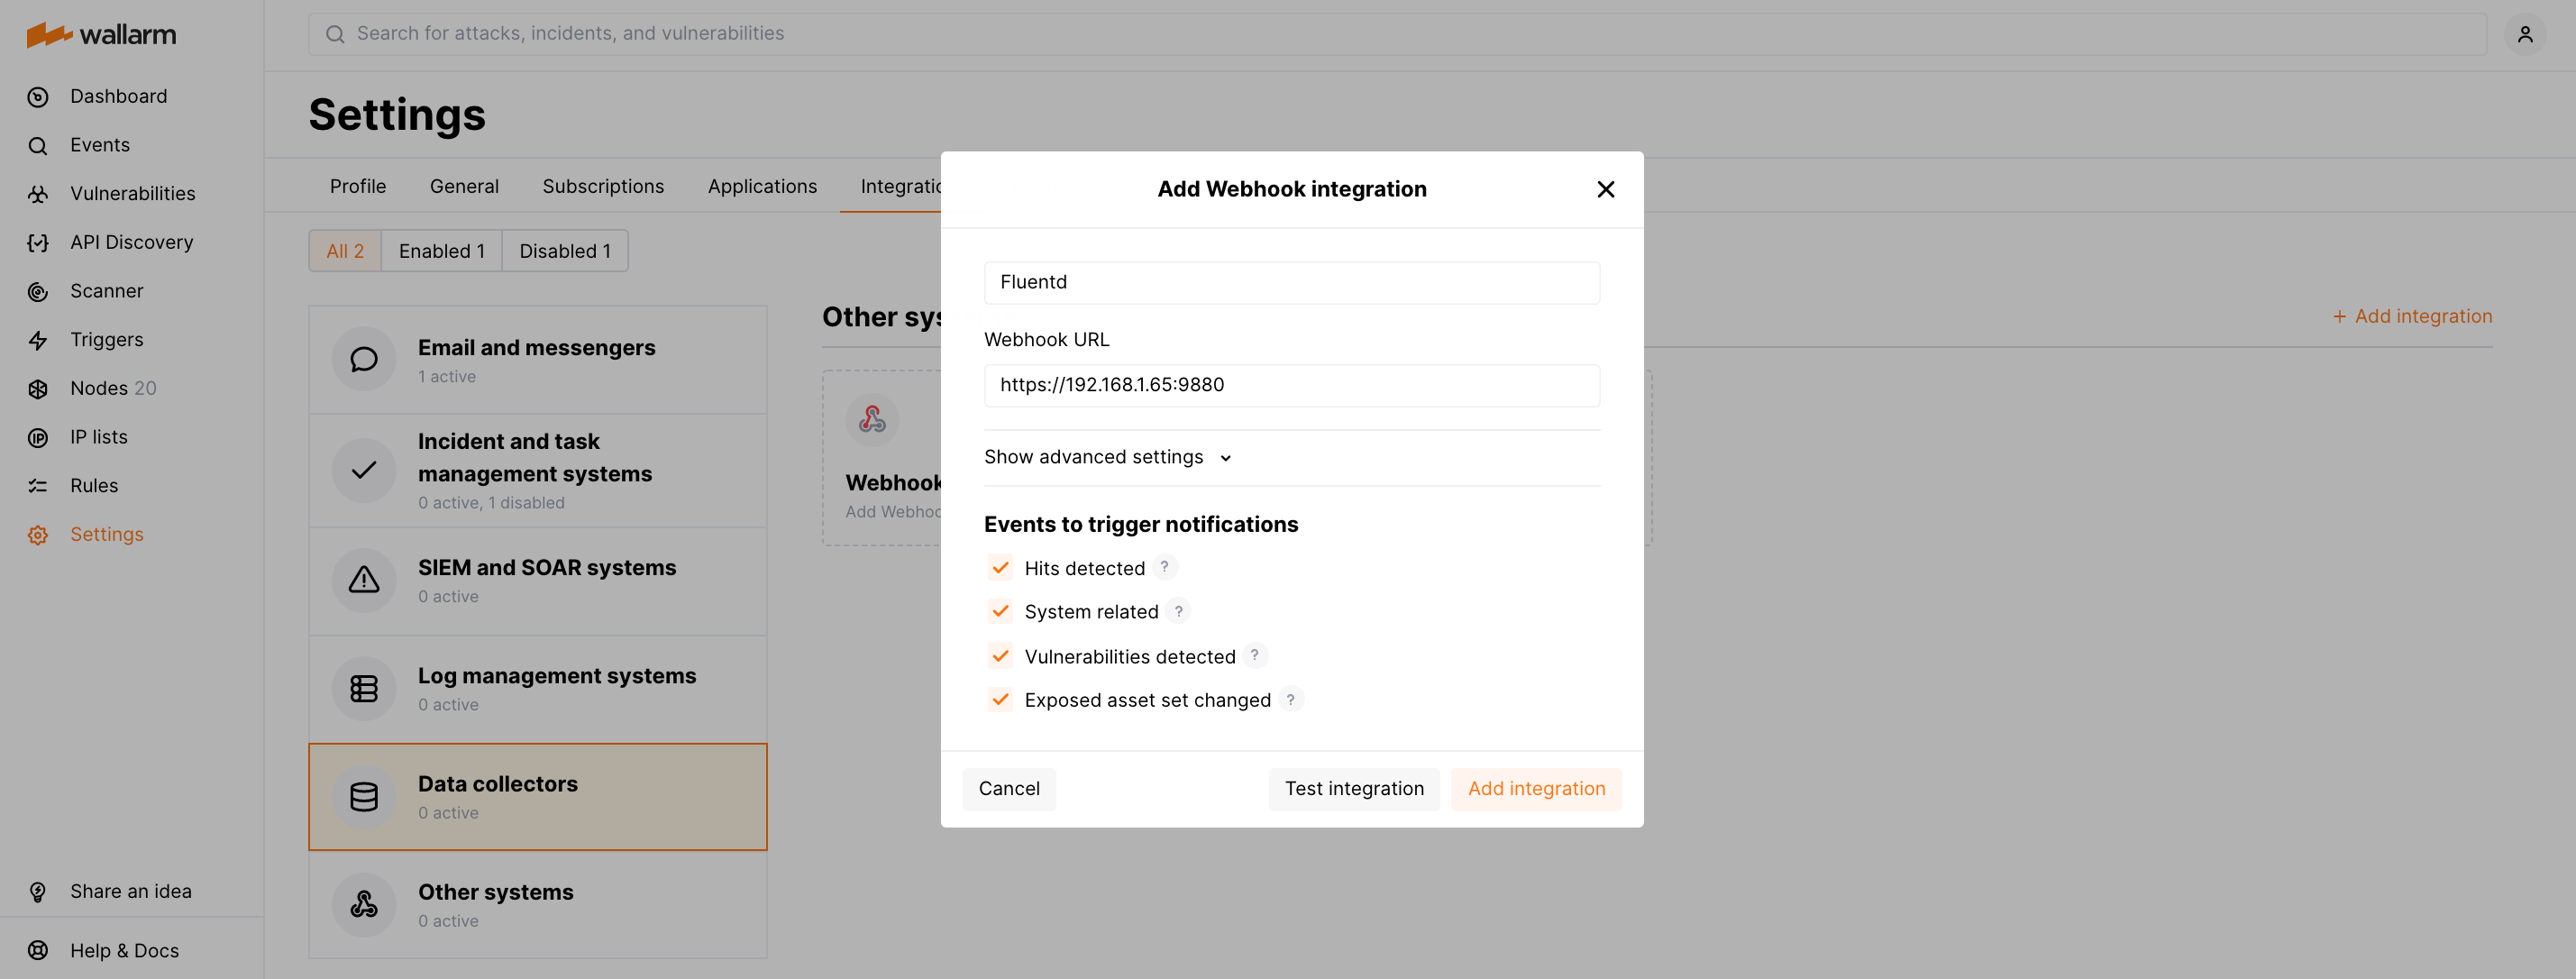 wallarm
Search for attacks, incidents, and vulnerabilities
Dashboard
Events
Vulnerabilities
API Discovery
Scanner
Triggers
Nodes 20
IP lists
Rules
Settings
Share an idea
Help & Docs
Settings
Profile General Subscriptions Applications Integratio
All 2 Enabled 1 Disabled 1
Email and messengers
1 active
Incident and task
management systems
0 active, 1 disabled
SIEM and SOAR systems
0 active
Log management systems
0 active
Data collectors
0 active
Other systems
0 active
Other sys
+ Add integration
Webhook
Add Webhoo
Add Webhook integration
Fluentd
Webhook URL
https://192.168.1.65:9880
Show advanced settings
Events to trigger notifications
Hits detected ?
System related ?
Vulnerabilities detected ?
Exposed asset set changed ?
Cancel Test integration Add integration